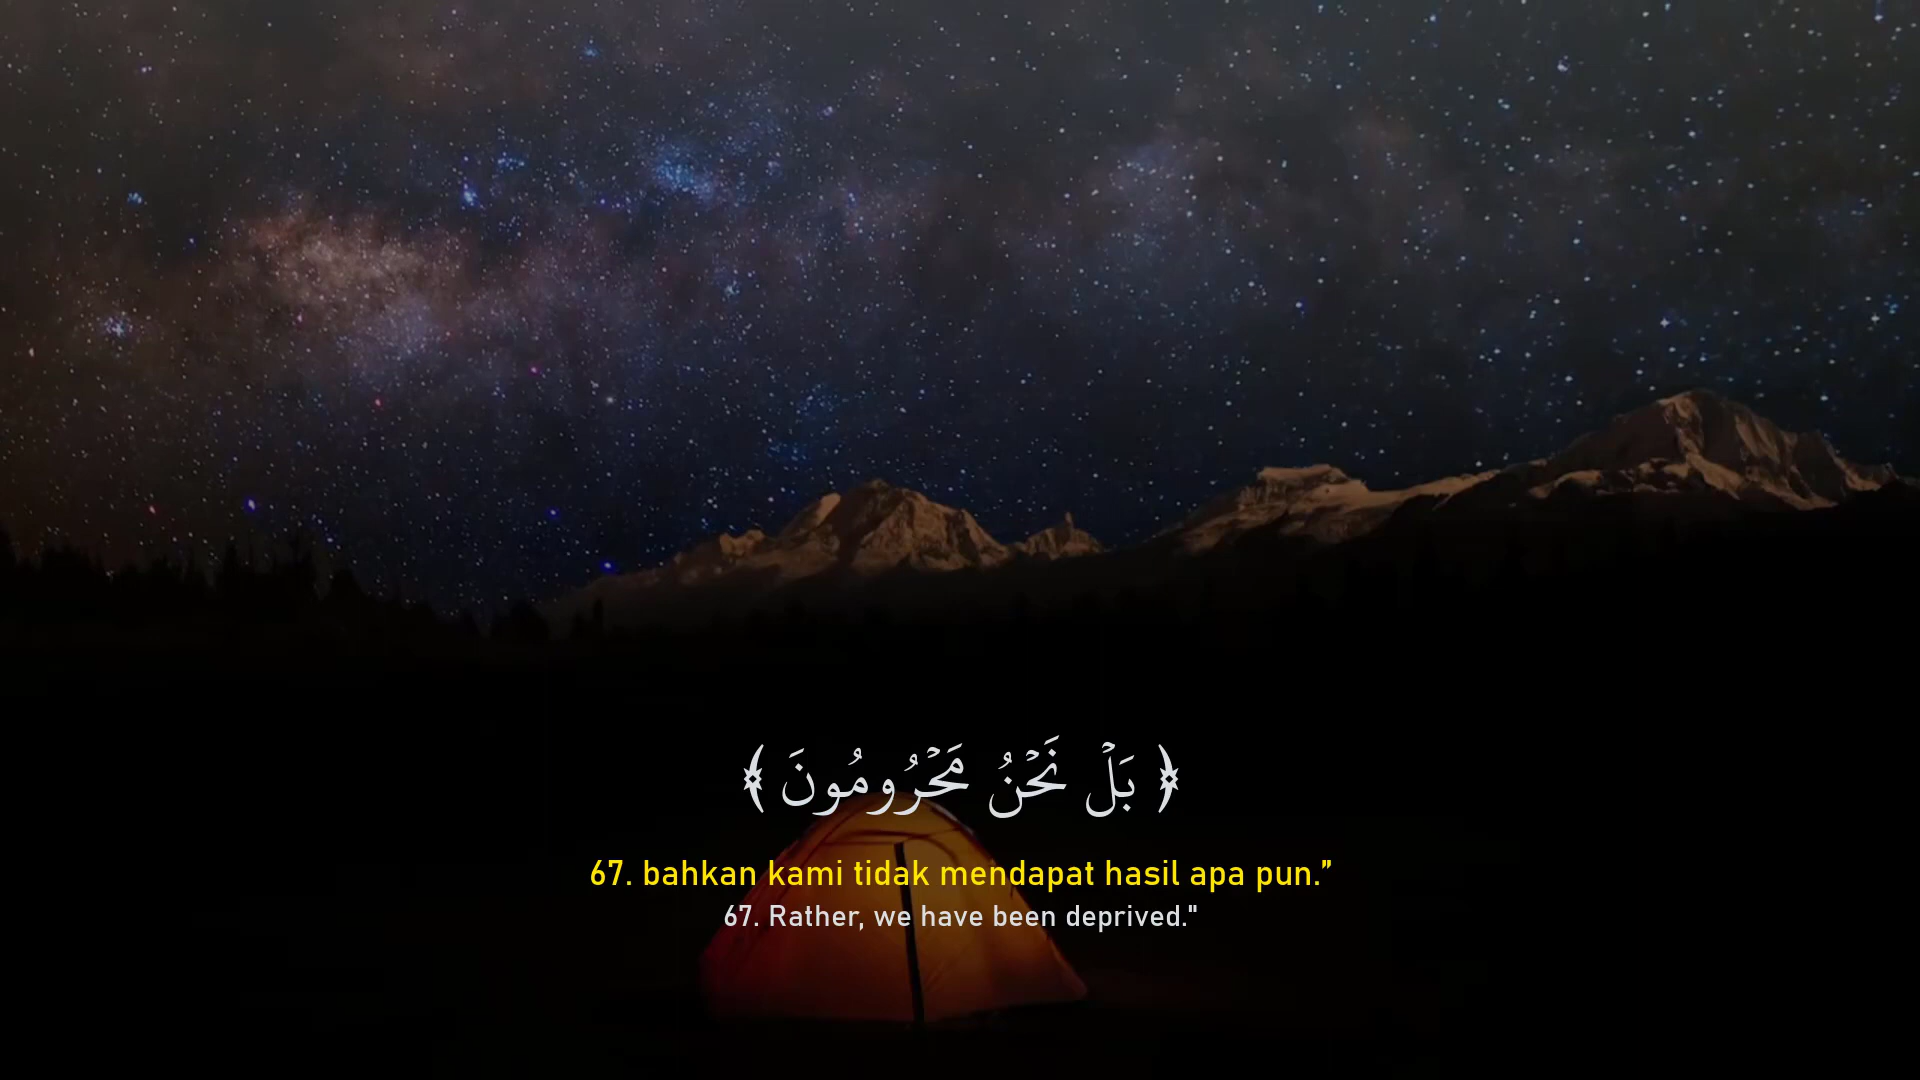 ﴿ بَلۡ نَحۡنُ مَحۡرُومُونَ ﴾
67. bahkan kami tidak mendapat hasil apa pun.”
67. Rather, we have been deprived."